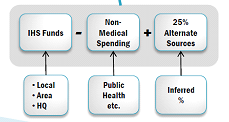 IHS Funds
-
Non-
Medical
Spending
+
25%
Alternate
Sources
• Local
• Area
• HQ
Public
Health
etc.
Inferred
%